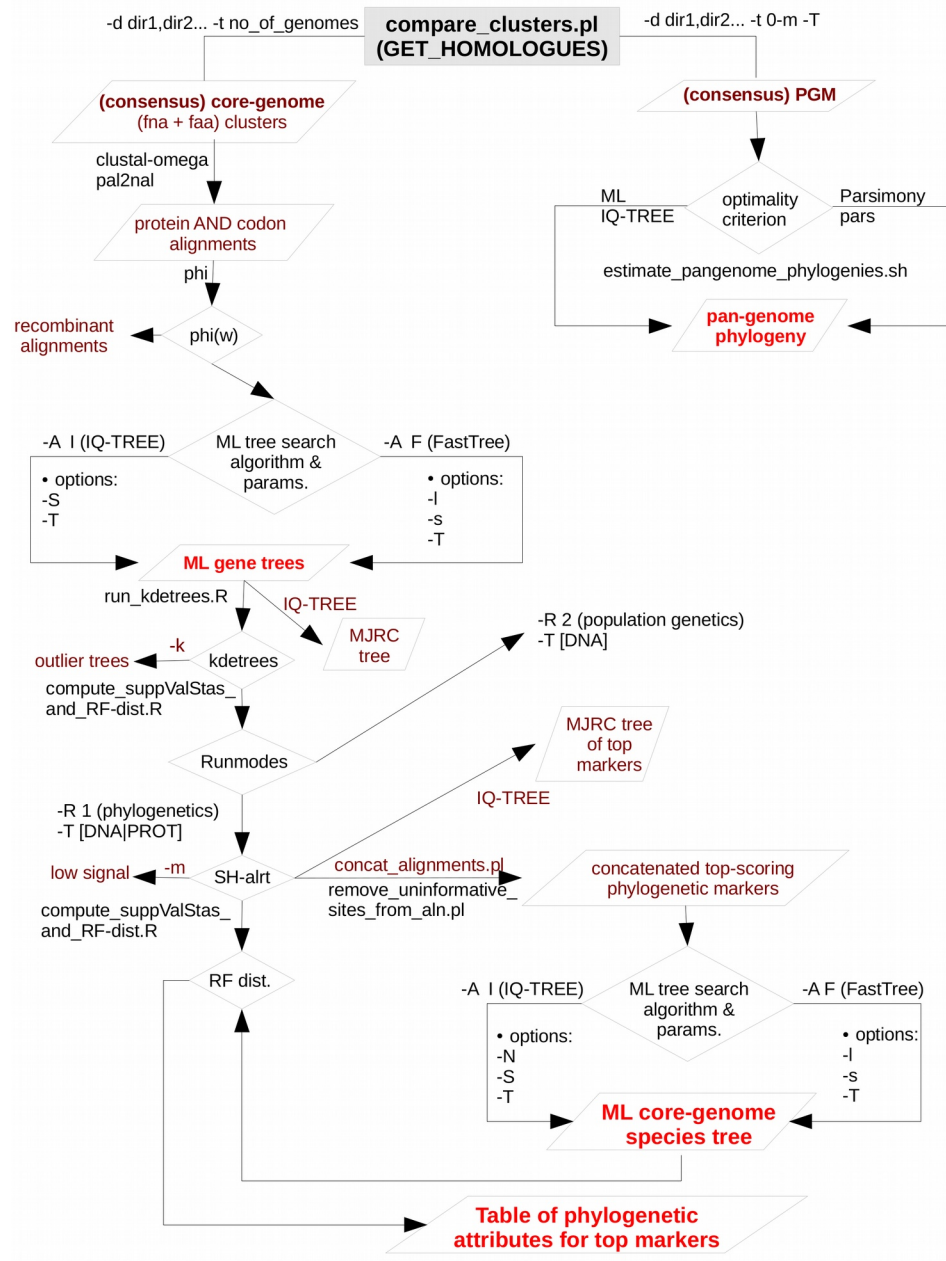 -d dir1,dir2... -t no_of_genomes
compare_clusters.pl
(GET_HOMOLOGUES)
-d dir1,dir2... -t 0-m -T
(consensus) core-genome
(fna + faa) clusters
(consensus) PGM
clustal-omega
pal2nal
protein AND codon
alignments
ML
IQ-TREE
optimality
criterion
Parsimony
pars
phi
estimate_pangenome_phylogenies.sh
recombinant
alignments
phi(w)
pan-genome
phylogeny
-A I (IQ-TREE)
ML tree search
algorithm &
params.
-A F (FastTree)
• options:
-S
-T
• options:
-l
-s
-T
ML gene trees
run_kdetrees.R
IQ-TREE
MJRC
tree
-k
outlier trees
kdetrees
-R 2 (population genetics)
-T [DNA]
compute_suppValStas_
and_RF-dist.R
Runmodes
MJRC tree
of top
markers
IQ-TREE
-R 1 (phylogenetics)
-T [DNA|PROT]
low signal
-m
SH-alrt
concat_alignments.pl
remove_uninformative_
sites_from_aln.pl
concatenated top-scoring
phylogenetic markers
compute_suppValStas_
and_RF-dist.R
RF dist.
-A I (IQ-TREE)
ML tree search
algorithm &
params.
-A F (FastTree)
• options:
-N
-S
-T
• options:
-l
-s
-T
ML core-genome
species tree
Table of phylogenetic
attributes for top markers